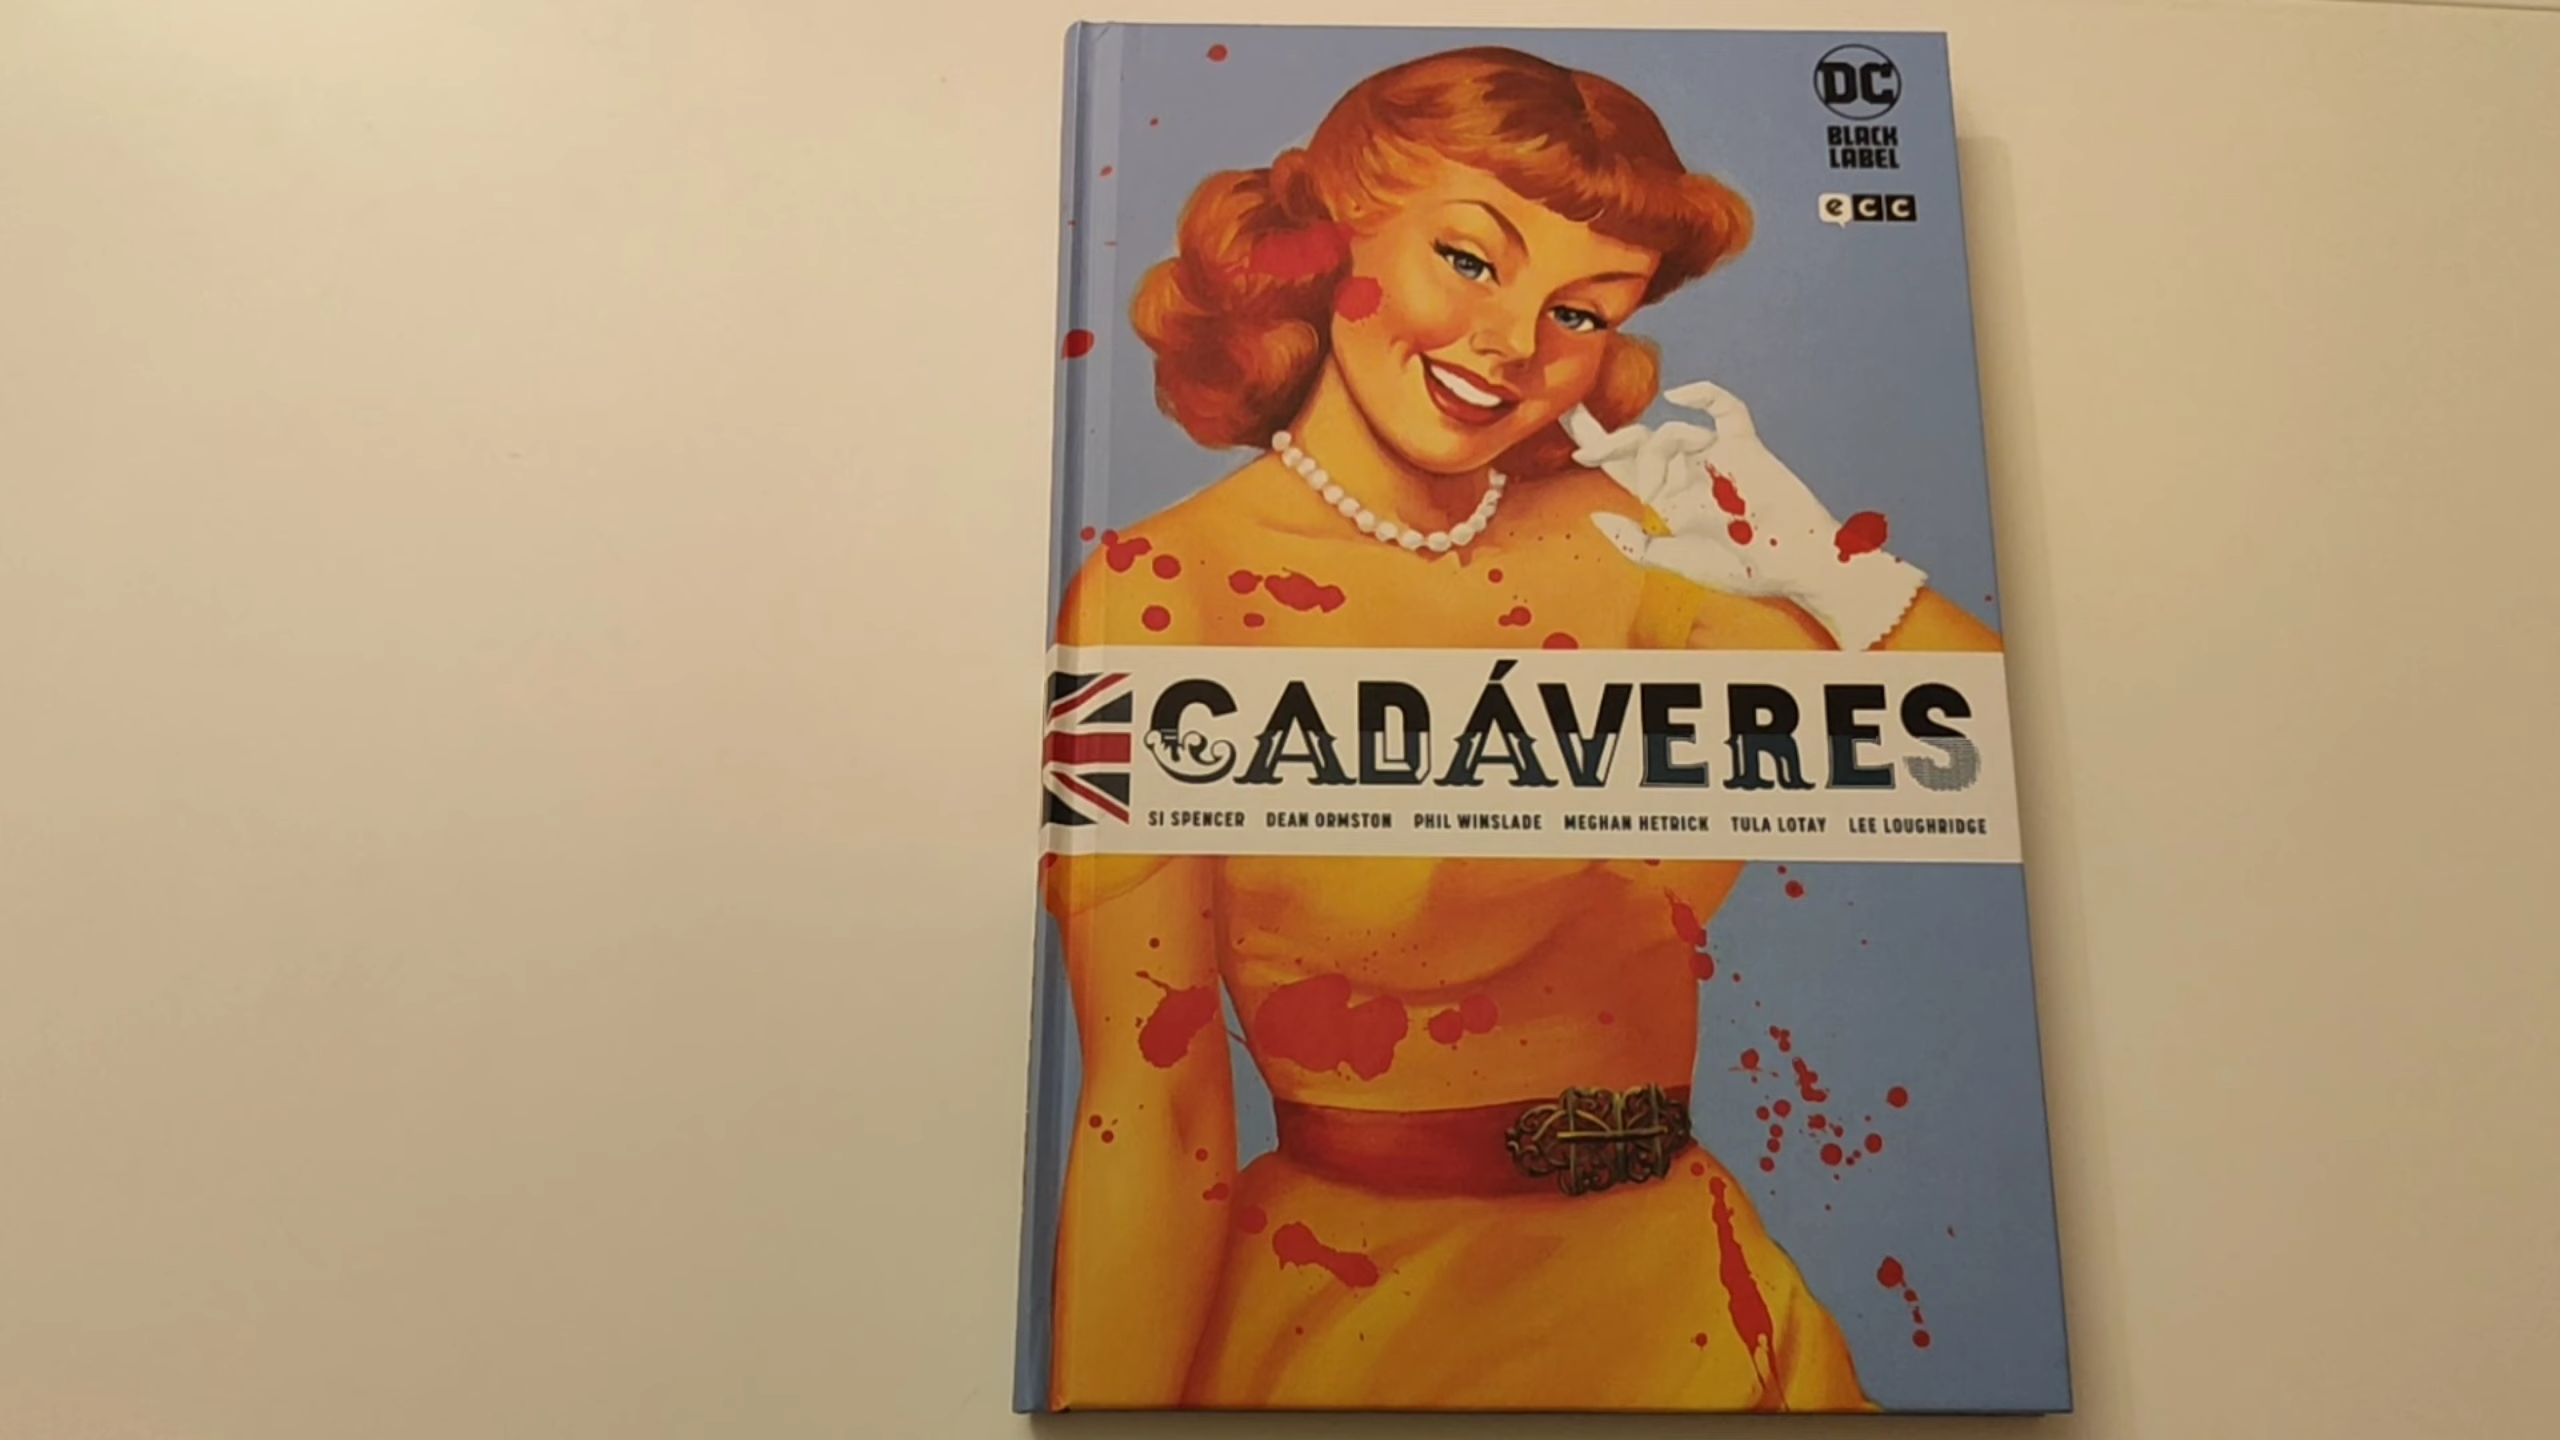 DC
BLACK
LABEL
ecc
CADÁVERES
SI SPENCER DEAN ORMSTON PHIL WINSLADE MEGHAN HETRICK TULA LOTAY LEE LOUGHRIDGE